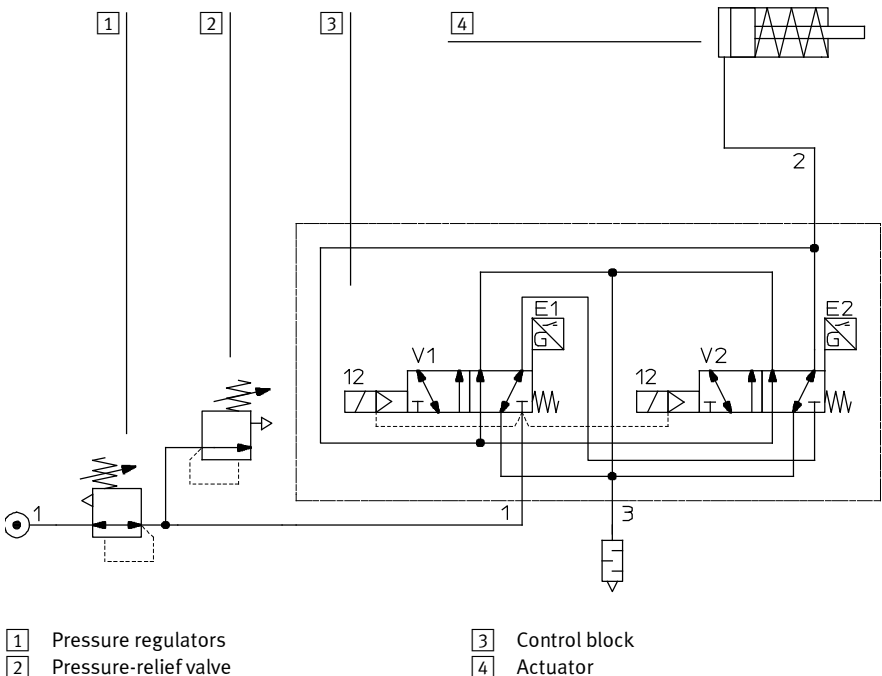 1 2 3 4
2
E1 E2
V1 V2
12 12
1 1 3
1 Pressure regulators
2 Pressure-relief valve
3 Control block
4 Actuator
G G